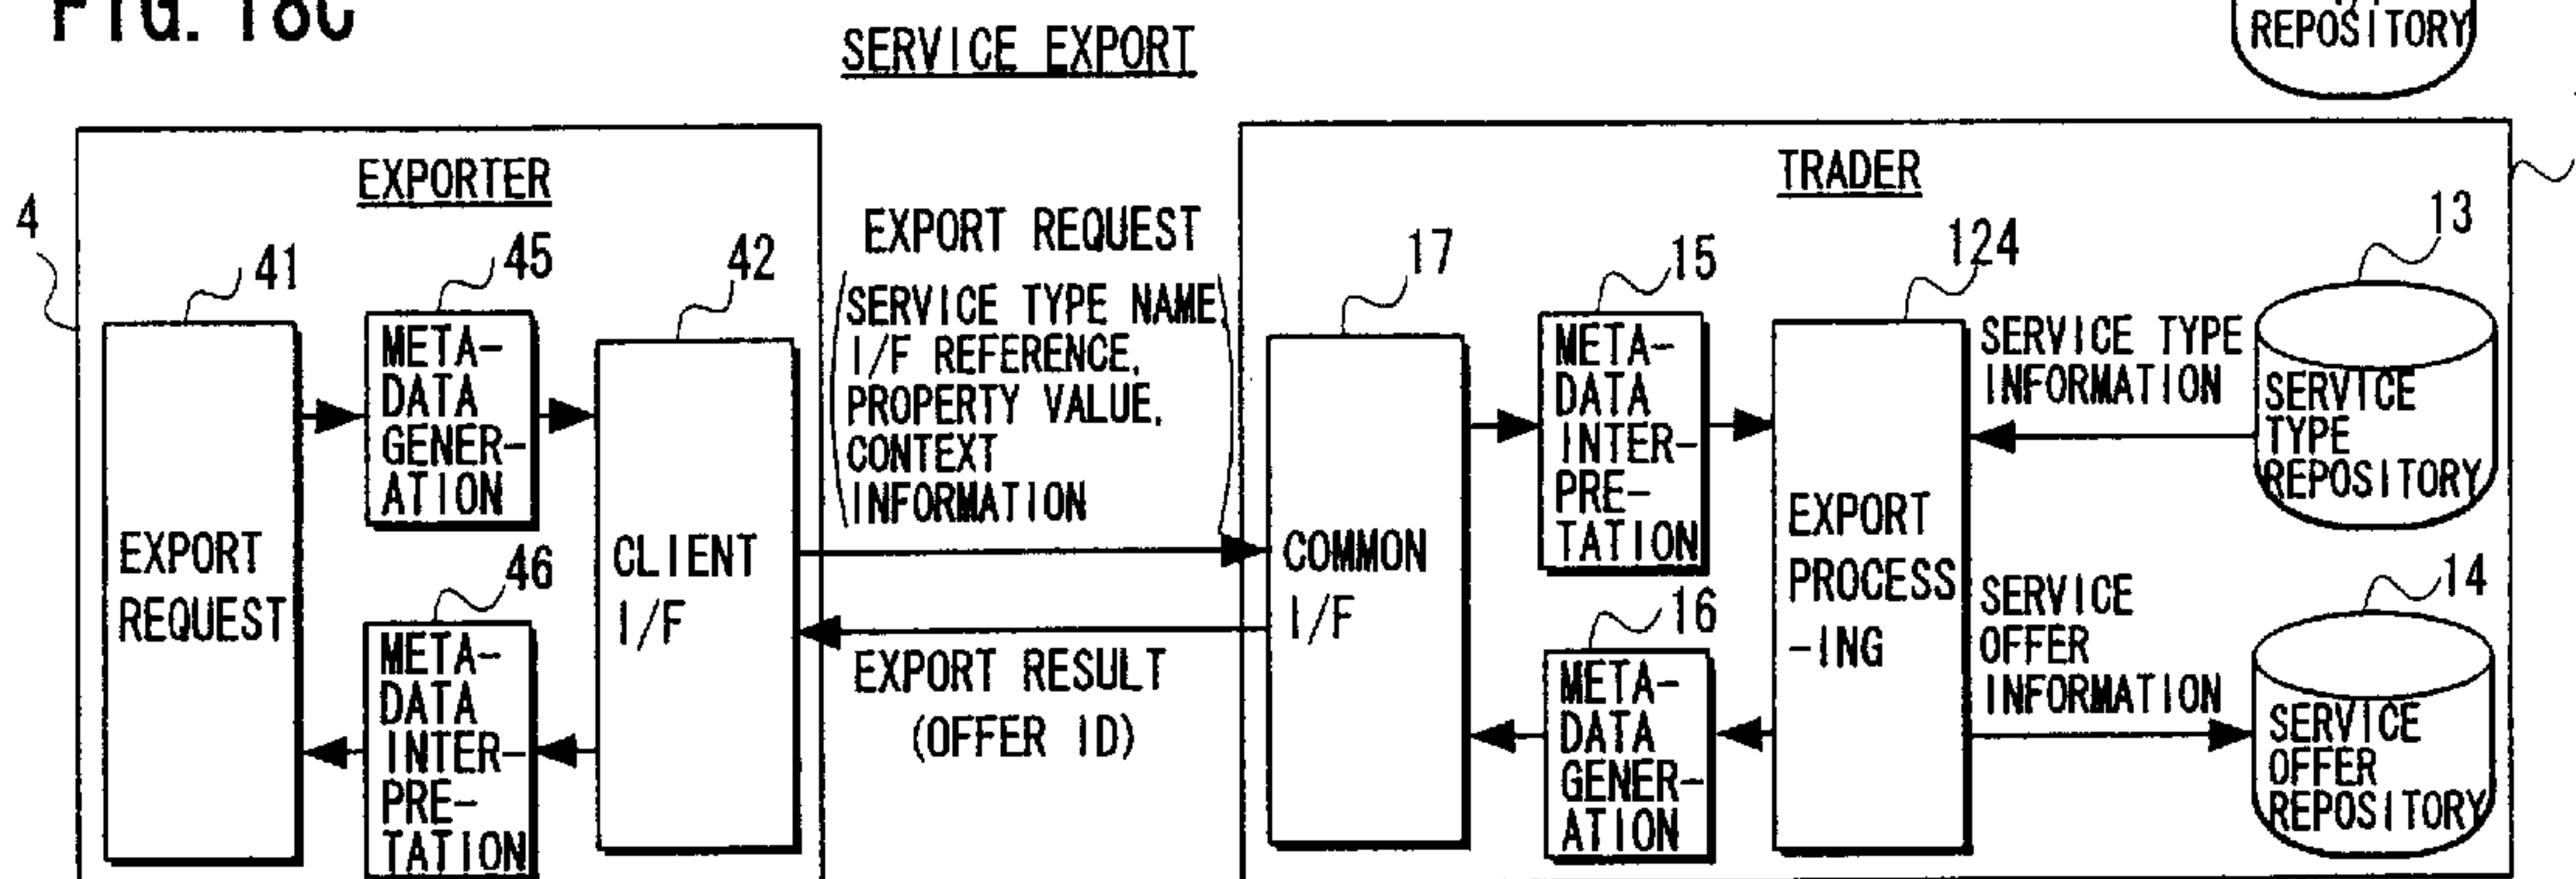 FIG. 18C
REPOSITORY
SERVICE EXPORT
EXPORTER
4
41
45
42
EXPORT
REQUEST
META-
DATA
GENER-
ATION
46
META-
DATA
INTER-
PRE-
TATION
CLIENT
I/F
EXPORT REQUEST
SERVICE TYPE NAME
I/F REFERENCE,
PROPERTY VALUE,
CONTEXT
INFORMATION
EXPORT RESULT
(OFFER ID)
TRADER
17
15
124
13
COMMON
I/F
META-
DATA
INTER-
PRE-
TATION
16
META-
DATA
GENER-
ATION
EXPORT
PROCESS
-ING
SERVICE TYPE
INFORMATION
SERVICE
TYPE
REPOSITORY
SERVICE
OFFER
INFORMATION
14
SERVICE
OFFER
REPOSITORY